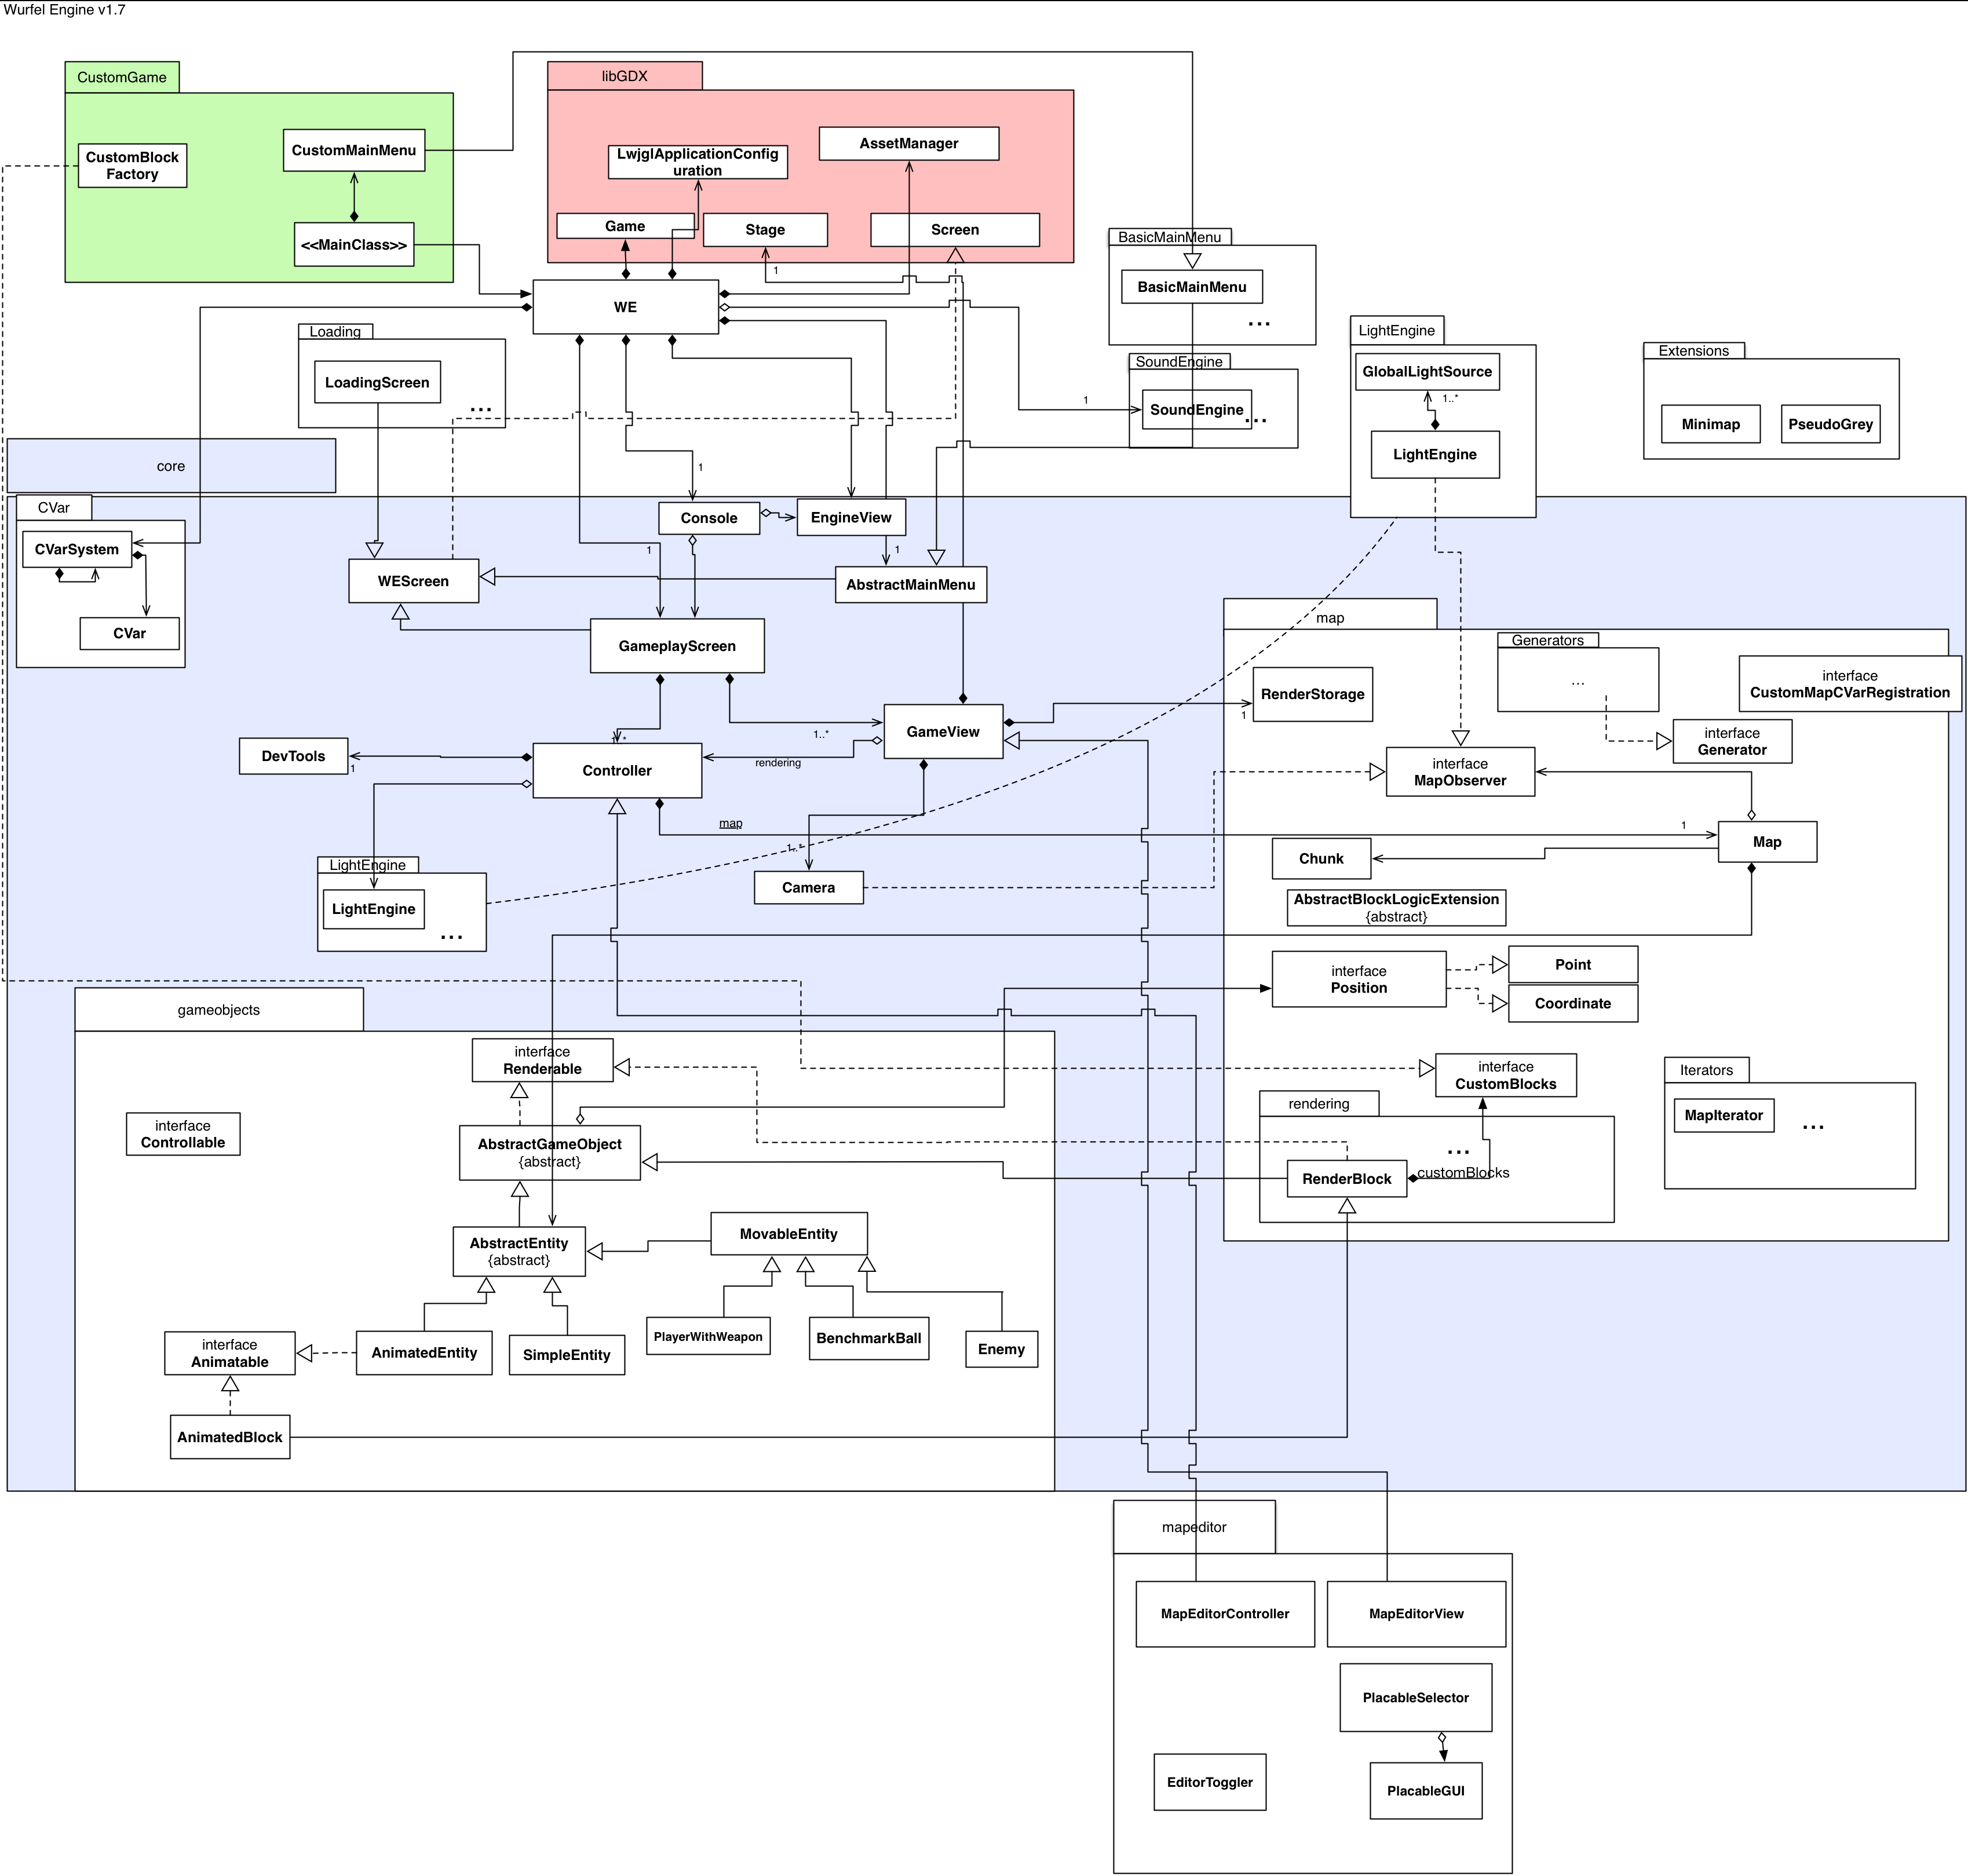 Wurfel Engine v1.7
CustomGame
libGDX
CustomBlock
Factory
CustomMainMenu
<<MainClass>>
LwjglApplicationConfig
uration
AssetManager
Game
Stage
Screen
1
BasicMainMenu
BasicMainMenu
...
WE
Loading
LoadingScreen
...
SoundEngine
SoundEngine
...
1
LightEngine
GlobalLightSource
1..*
LightEngine
Extensions
Minimap
PseudoGrey
core
CVar
CVarSystem
CVar
1
Console
EngineView
1
1
WEScreen
AbstractMainMenu
GameplayScreen
map
Generators
...
interface
CustomMapCVarRegistration
RenderStorage
1
interface
Generator
GameView
1..*
DevTools
1
Controller
1..*
rendering
interface
MapObserver
map
1
Map
Chunk
1..*
Camera
LightEngine
LightEngine
...
AbstractBlockLogicExtension
{abstract}
interface
Position
Point
Coordinate
gameobjects
interface
Renderable
interface
Controllable
AbstractGameObject
{abstract}
interface
CustomBlocks
Iterators
MapIterator
...
rendering
...
RenderBlock
customBlocks
AbstractEntity
{abstract}
MovableEntity
PlayerWithWeapon
BenchmarkBall
Enemy
interface
Animatable
AnimatedEntity
SimpleEntity
AnimatedBlock
mapeditor
MapEditorController
MapEditorView
PlacableSelector
EditorToggler
PlacableGUI